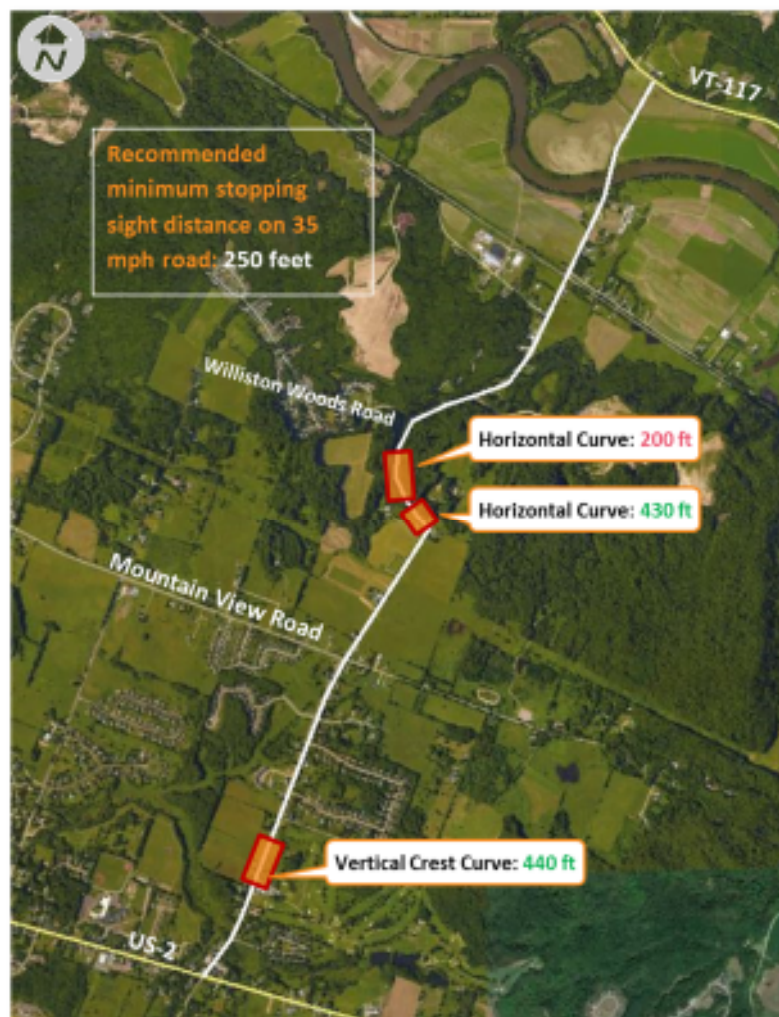 N
VT-117
Recommended
minimum stopping
sight distance on 35
mph road: 250 feet
Williston Woods Road
Horizontal Curve: 200 ft
Horizontal Curve: 430 ft
Mountain View Road
Vertical Crest Curve: 440 ft
US-2